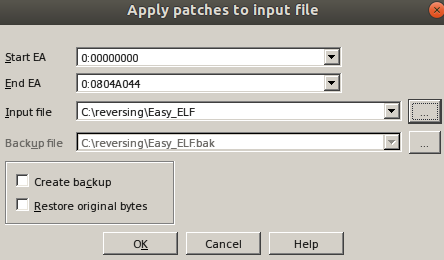 Apply patches to input file
Start EA 0:00000000
End EA 0:0804A044
Input file C:\reversing\Easy_ELF ...
Backup file C:\reversing\Easy_ELF.bak ...
Create backup
Restore original bytes
OK Cancel Help